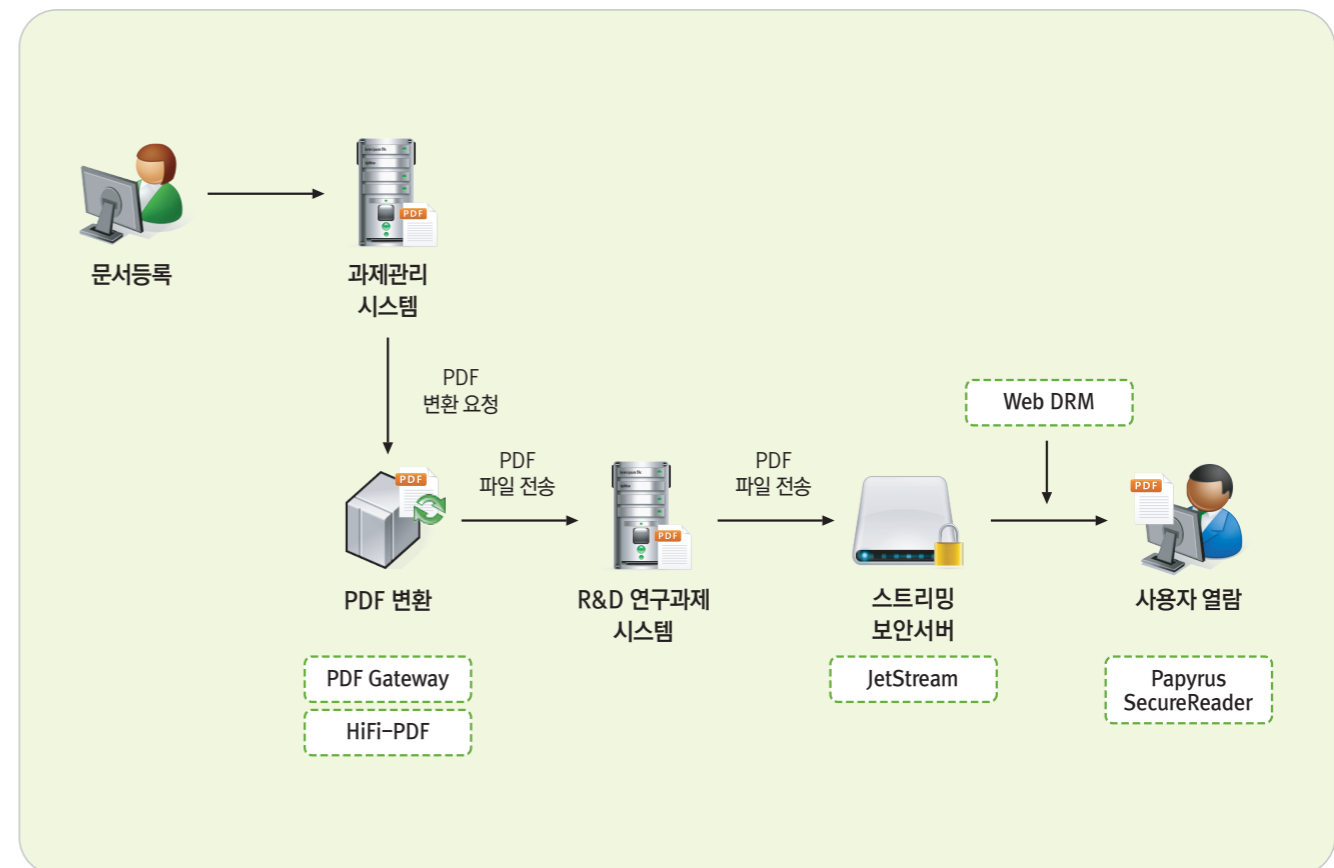 문서등록
과제관리
시스템
PDF
변환 요청
PDF 변환
PDF Gateway
HiFi-PDF
PDF
파일 전송
R&D 연구과제
시스템
PDF
파일 전송
스트리밍
보안서버
JetStream
Web DRM
사용자 열람
Papyrus
SecureReader
PDF
PDF
PDF
PDF